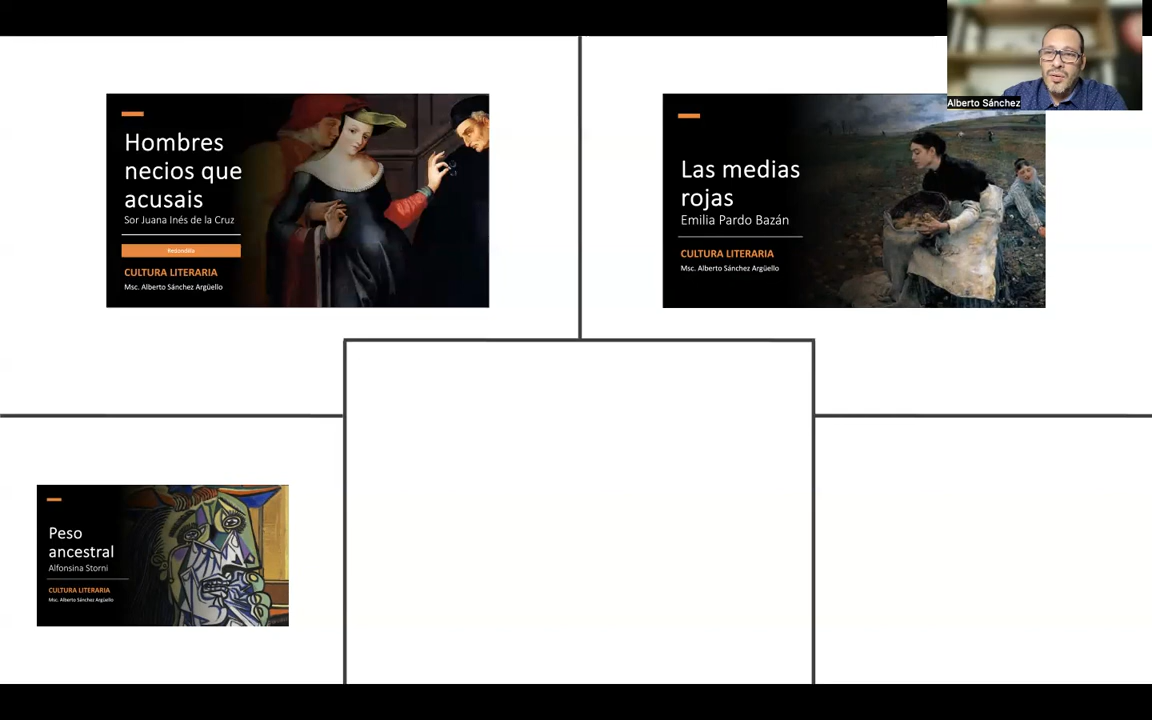 Hombres
necios que
acusais
Sor Juana Inés de la Cruz
Redondilla
CULTURA LITERARIA
Msc. Alberto Sánchez Argüello
Las medias
rojas
Emilia Pardo Bazán
CULTURA LITERARIA
Msc. Alberto Sánchez Argüello
Alberto Sánchez
Peso
ancestral
Alfonsina Storni
CULTURA LITERARIA
Msc. Alberto Sánchez Argüello